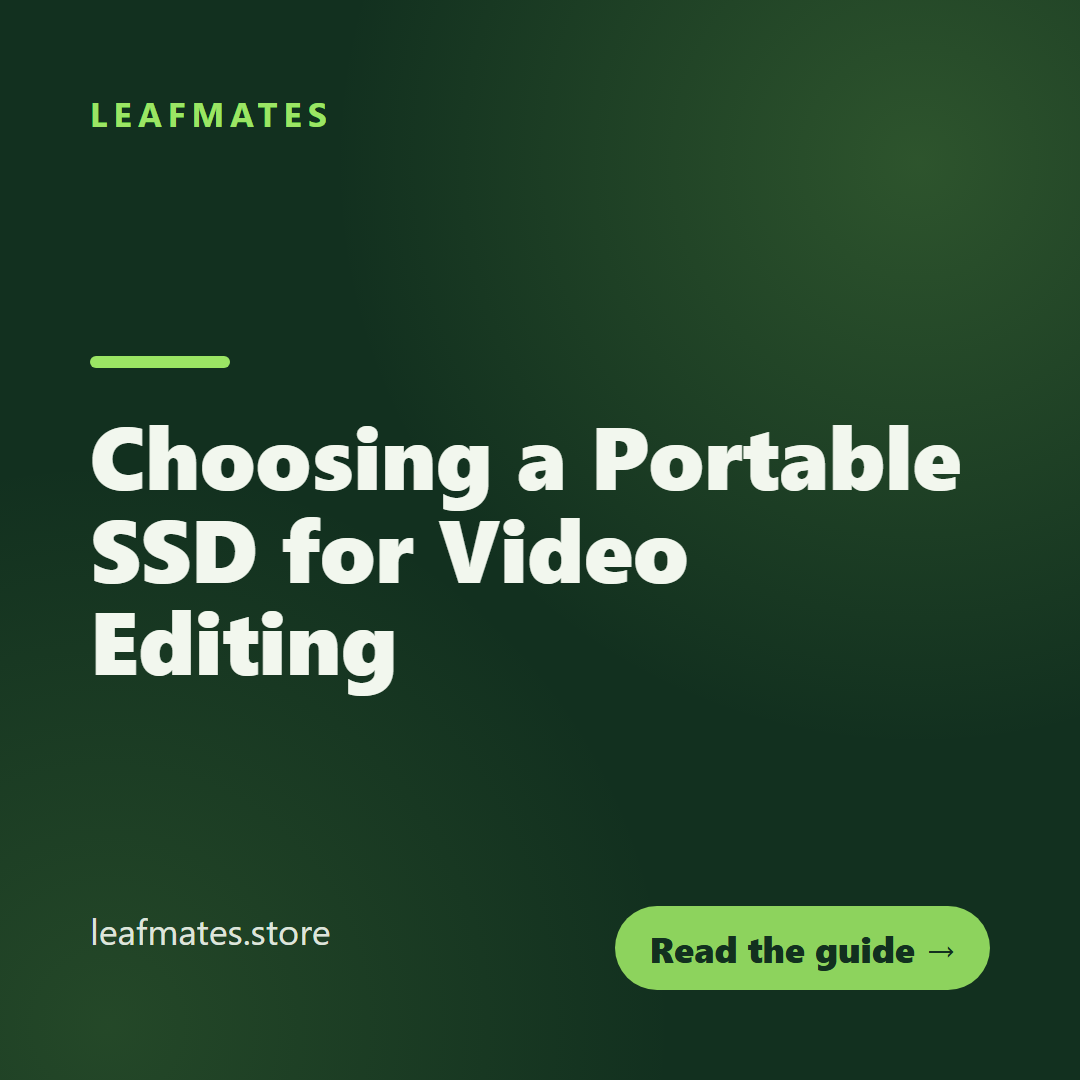 LEAFMATES
Choosing a Portable
SSD for Video
Editing
leafmates.store
Read the guide →